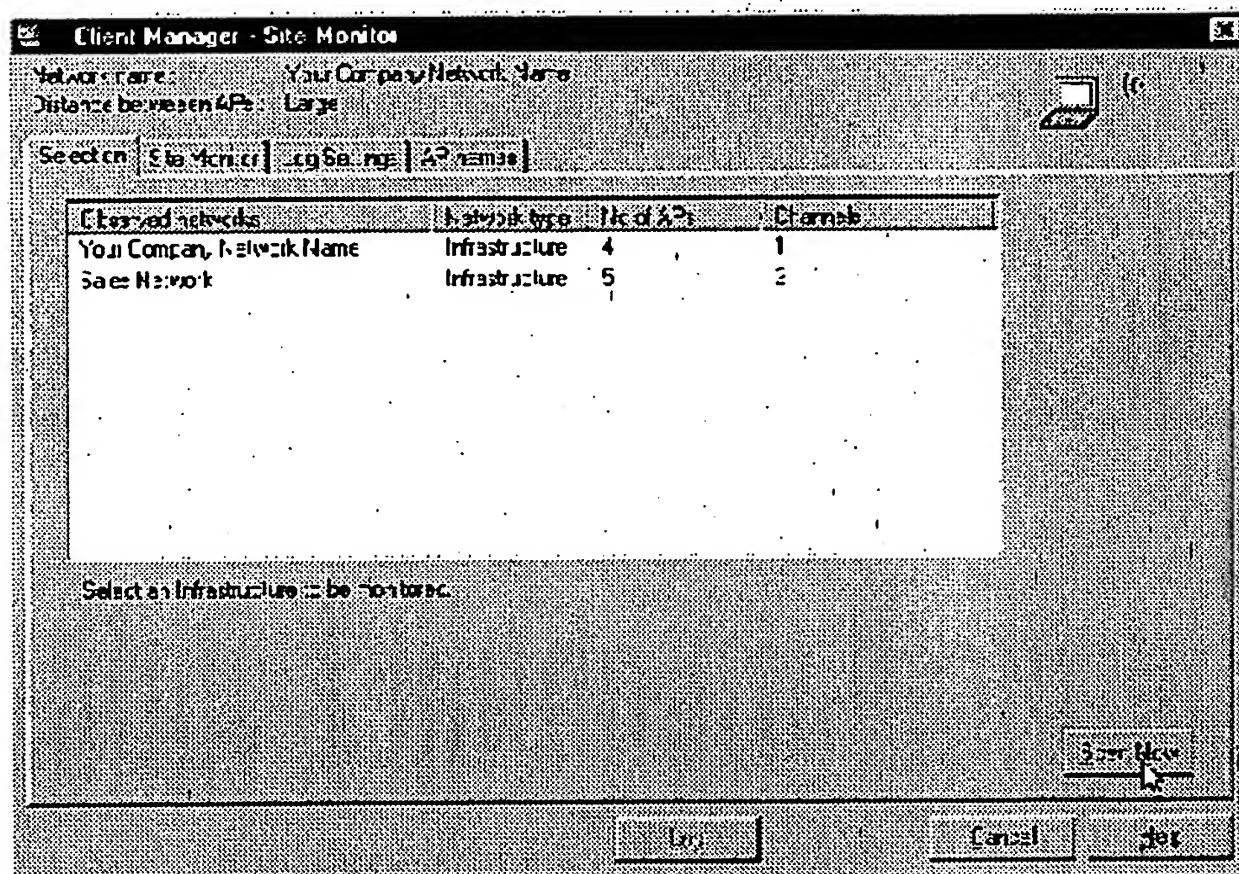 Client Manager - Site Monitor
Network name: Your Company Network Name
Distance between APs: Large
Selection Site Monitor Log Settings AP names
Observed networks Network type No of APs Channels
Your Company Network Name Infrastructure 4 1
Sales Network Infrastructure 5
Select an Infrastructure to be monitored.
Scan Now
Log Cancel Help